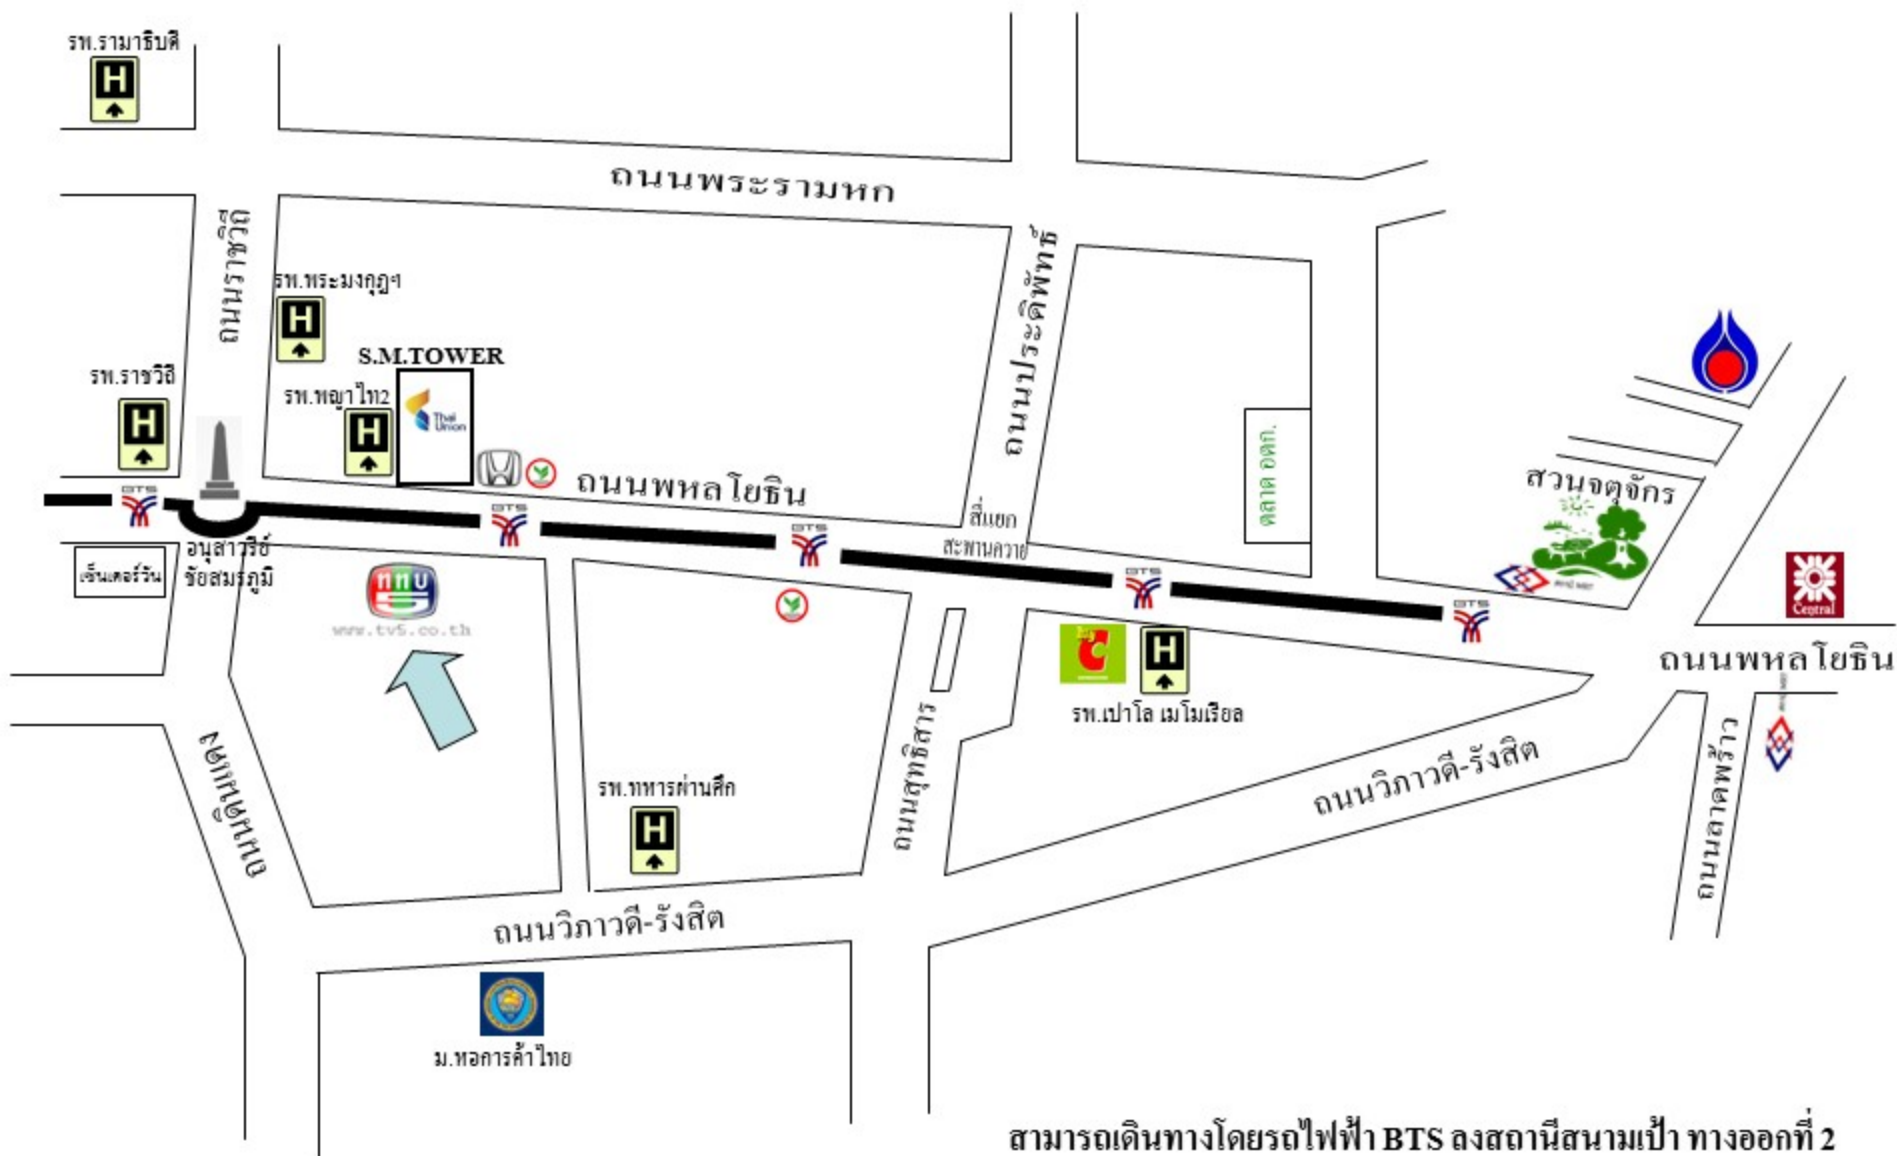 รพ.รามาธิบดี
H
ถนนพระรามหก
ถนนราชวิถี
รพ.พระมงกุฎฯ
H
ถนนประดิพัทธ์
S.M.TOWER
รพ.ราชวิถี
H
รพ.พญาไท2
H
Thai
Union
ตลาด อตก.
สวนจตุจักร
ถนนพหลโยธิน
BTS
BTS
BTS
BTS
BTS
สี่แยก
สะพานควาย
อนุสาวรีย์
ชัยสมรภูมิ
เซ็นเตอร์วัน
ททบ
www.tv5.co.th
Central
Big
C
H
รพ.เปาโล เมโมเรียล
ถนนพหลโยธิน
ถนนดินแดง
ถนนสุทธิสาร
ถนนวิภาวดี-รังสิต
ถนนลาดพร้าว
รพ.ทหารผ่านศึก
H
ถนนวิภาวดี-รังสิต
ม.หอการค้าไทย
สามารถเดินทางโดยรถไฟฟ้า BTS ลงสถานีสนามเป้า ทางออกที่ 2